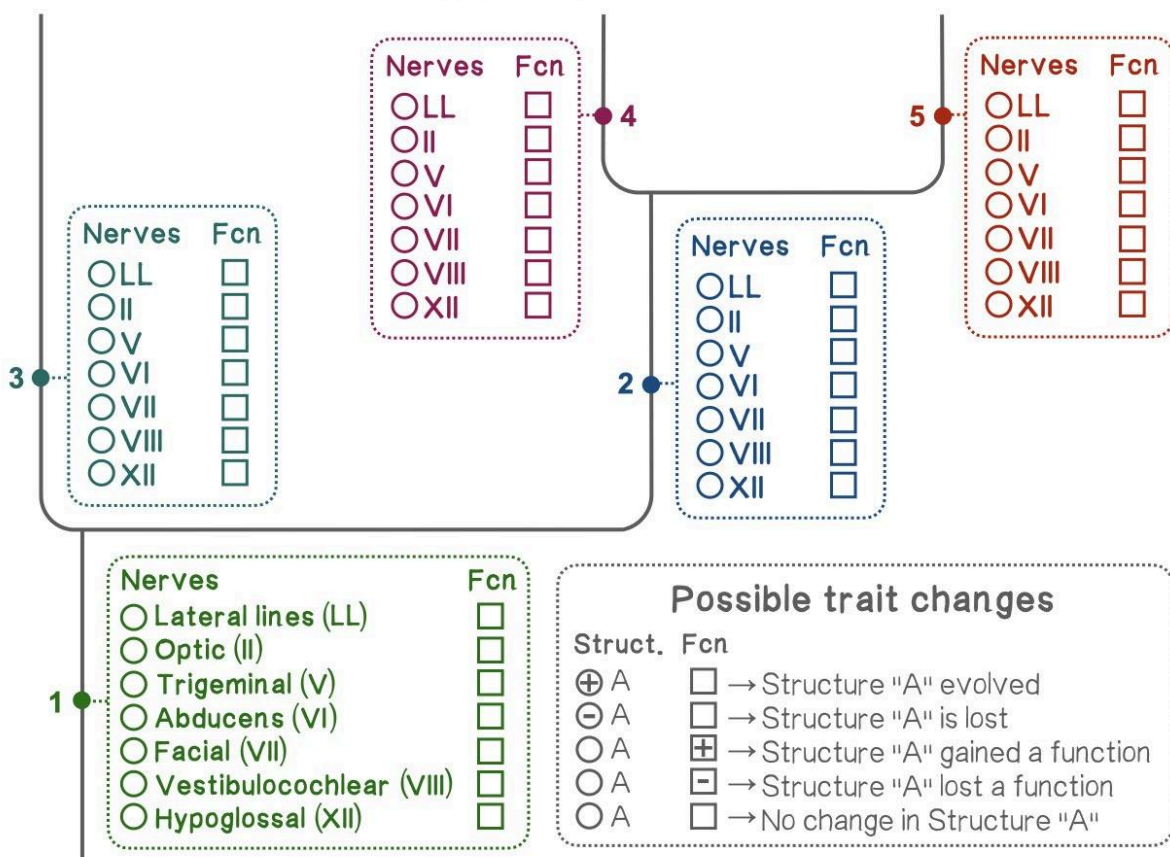 Nerves Fcn
LL
II
V
VI
VII
VIII
XII
4
5
Nerves Fcn
LL
II
V
VI
VII
VIII
XII
3
Nerves Fcn
LL
II
V
VI
VII
VIII
XII
2
Nerves Fcn
LL
II
V
VI
VII
VIII
XII
1
Nerves Fcn
Lateral lines (LL)
Optic (II)
Trigeminal (V)
Abducens (VI)
Facial (VII)
Vestibulocochlear (VIII)
Hypoglossal (XII)
Possible trait changes
Struct. Fcn
+ A → Structure "A" evolved
- A → Structure "A" is lost
A + → Structure "A" gained a function
A - → Structure "A" lost a function
A → No change in Structure "A"